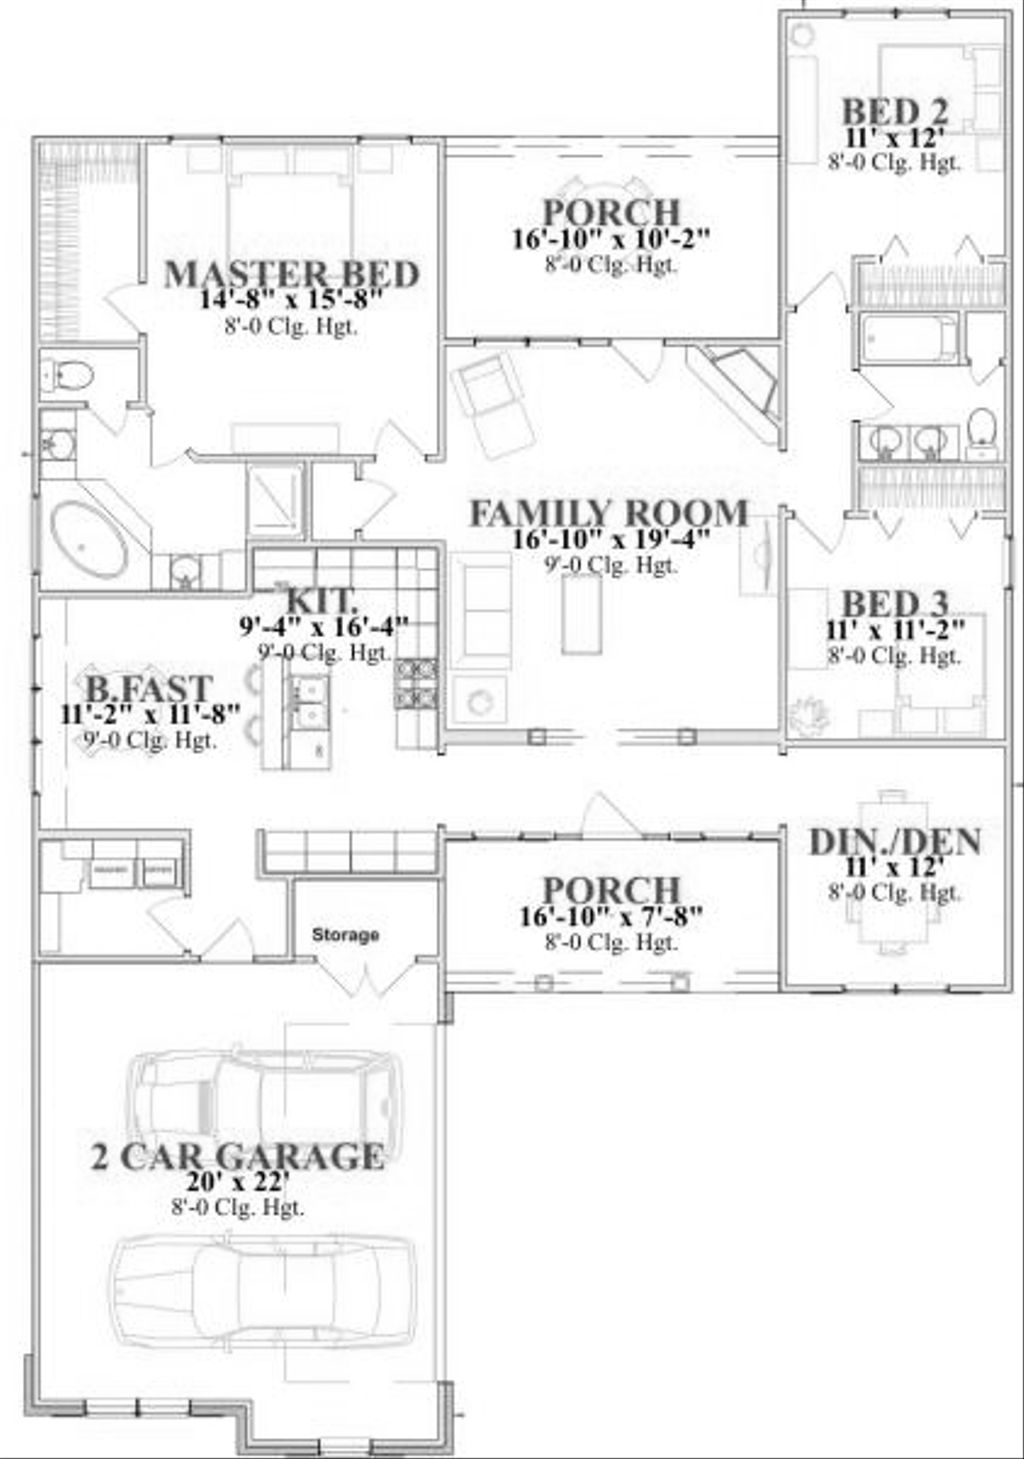 BED 2
11' x 12'
8'-0 Clg. Hgt.
PORCH
16'-10" x 10'-2"
8'-0 Clg. Hgt.
MASTER BED
14'-8" x 15'-8"
8'-0 Clg. Hgt.
FAMILY ROOM
16'-10" x 19'-4"
9'-0 Clg. Hgt.
KIT.
9'-4" x 16'-4"
9'-0 Clg. Hgt.
BED 3
11' x 11'-2"
8'-0 Clg. Hgt.
B.FAST
11'-2" x 11'-8"
9'-0 Clg. Hgt.
DIN./DEN
11' x 12'
8'-0 Clg. Hgt.
PORCH
16'-10" x 7'-8"
8'-0 Clg. Hgt.
Storage
2 CAR GARAGE
20' x 22'
8'-0 Clg. Hgt.